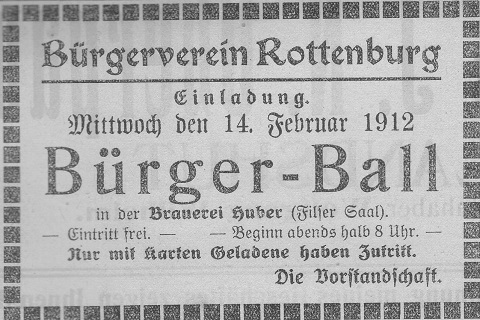 Bürgerverein Rottenburg
Einladung.
Mittwoch den 14. Februar 1912
Bürger-Ball
in der Brauerei Huber (Filser Saal).
— Eintritt frei. — — Beginn abends halb 8 Uhr. —
Nur mit Karten Geladene haben Zutritt.
Die Vorstandschaft.